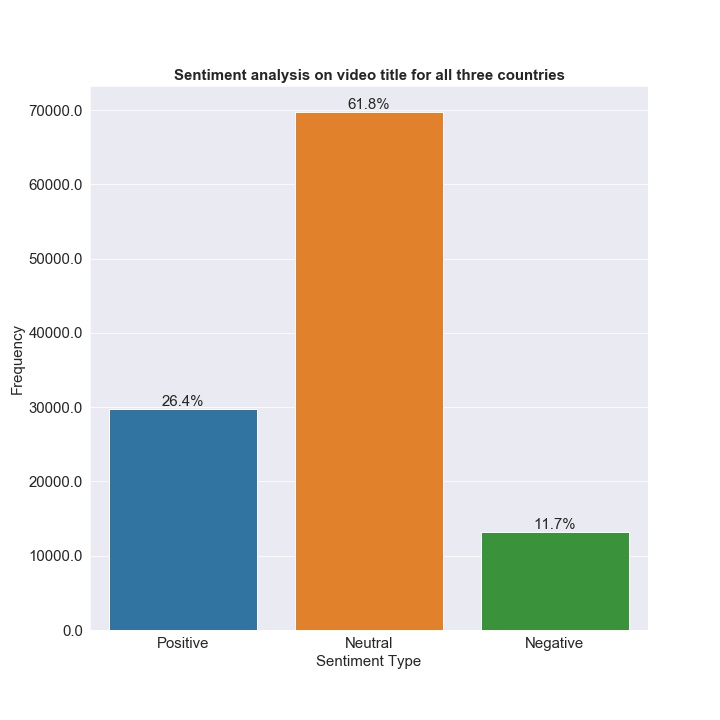 Sentiment analysis on video title for all three countries
61.8%
70000.0
60000.0
50000.0
40000.0
Frequency
26.4%
30000.0
20000.0
11.7%
10000.0
0.0
Positive Neutral Negative
Sentiment Type